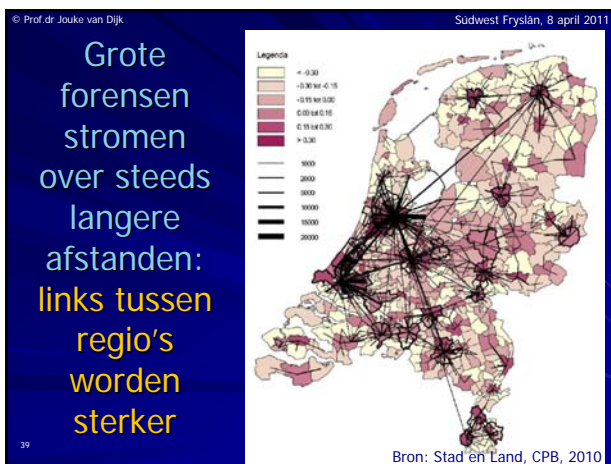 © Prof.dr Jouke van Dijk
Súdwest Fryslân, 8 april 2011
Grote
forensen
stromen
over steeds
langere
afstanden:
links tussen
regio's
worden
sterker
Legenda
< -0.30
-0.30 tot -0.15
-0.15 tot 0.00
0.00 tot 0.15
0.15 tot 0.30
> 0.30
1000
2000
5000
10000
15000
20000
39
Bron: Stad en Land, CPB, 2010